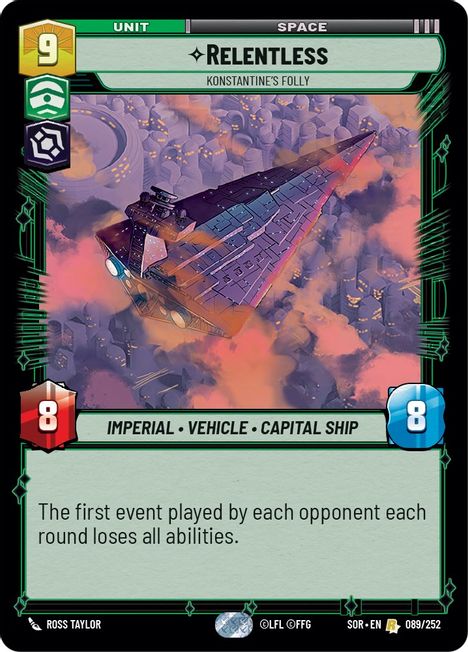 UNIT
SPACE
9
RELENTLESS
KONSTANTINE'S FOLLY
8
IMPERIAL • VEHICLE • CAPITAL SHIP
8
The first event played by each opponent each
round loses all abilities.
ROSS TAYLOR
©LFL ©FFG
SOR • EN
R
089/252